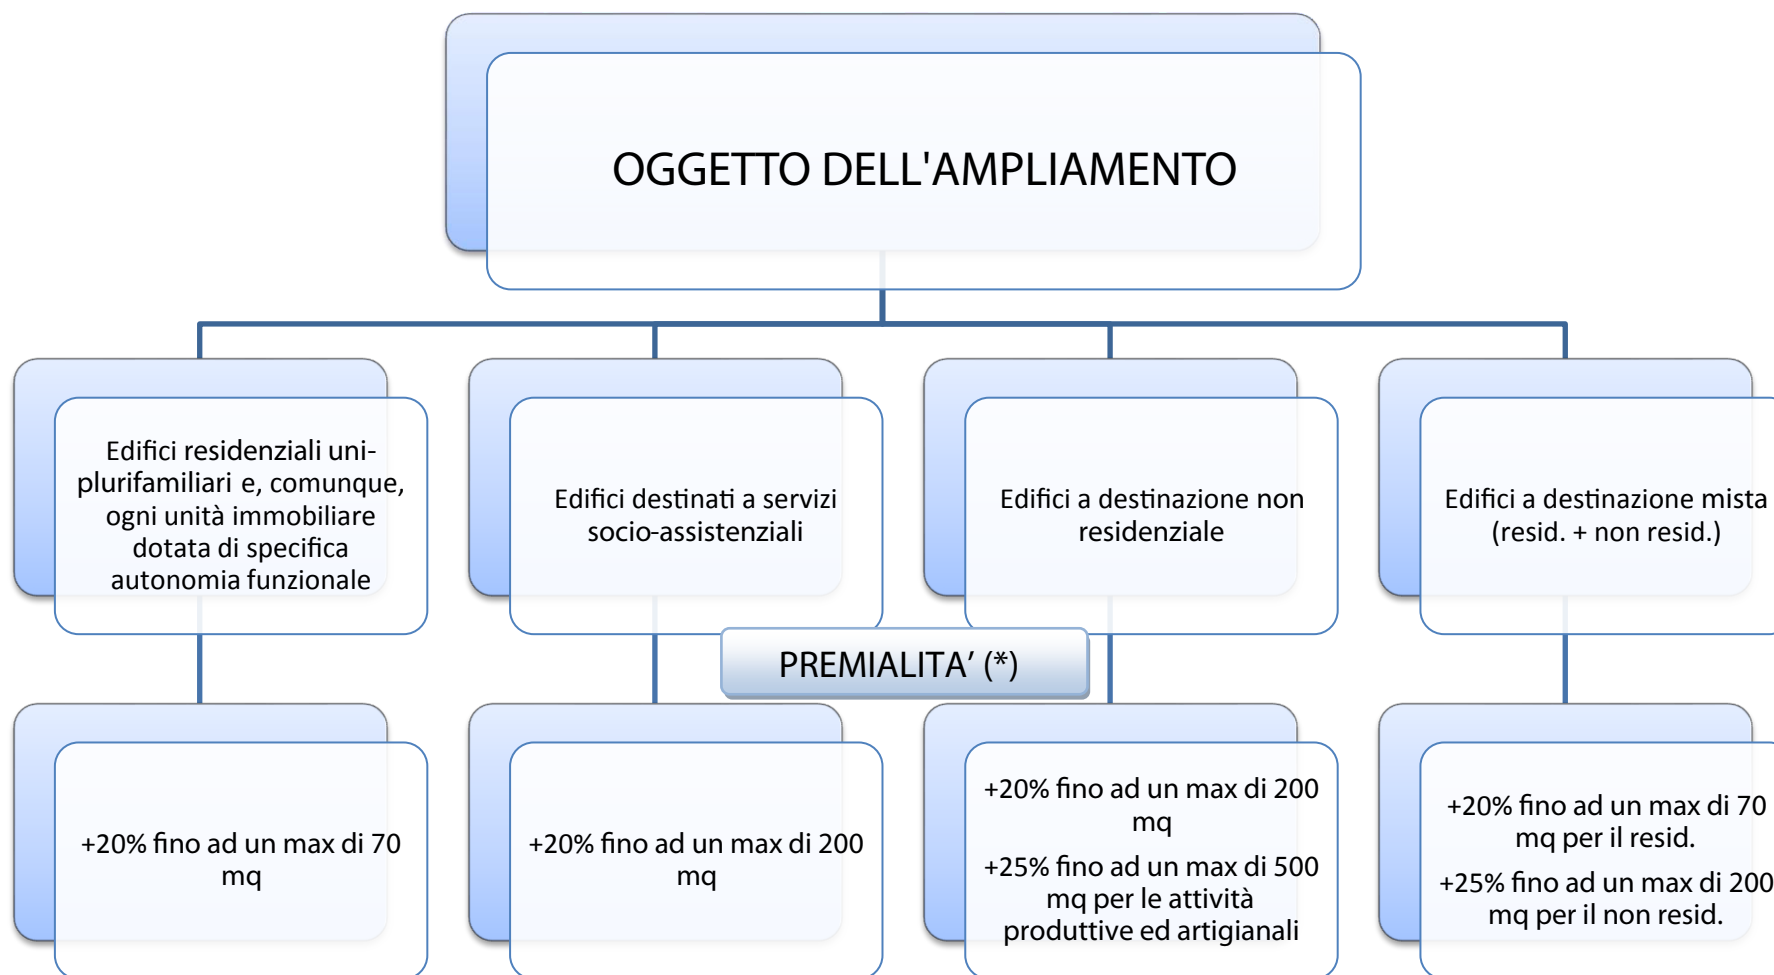 OGGETTO DELL'AMPLIAMENTO
Edifici residenziali uni-
plurifamiliari e, comunque,
ogni unità immobiliare
dotata di specifica
autonomia funzionale
Edifici destinati a servizi
socio-assistenziali
Edifici a destinazione non
residenziale
Edifici a destinazione mista
(resid. + non resid.)
PREMIALITA’ (*)
+20% fino ad un max di 70
mq
+20% fino ad un max di 200
mq
+20% fino ad un max di 200
mq
+25% fino ad un max di 500
mq per le attività
produttive ed artigianali
+20% fino ad un max di 70
mq per il resid.
+25% fino ad un max di 200
mq per il non resid.